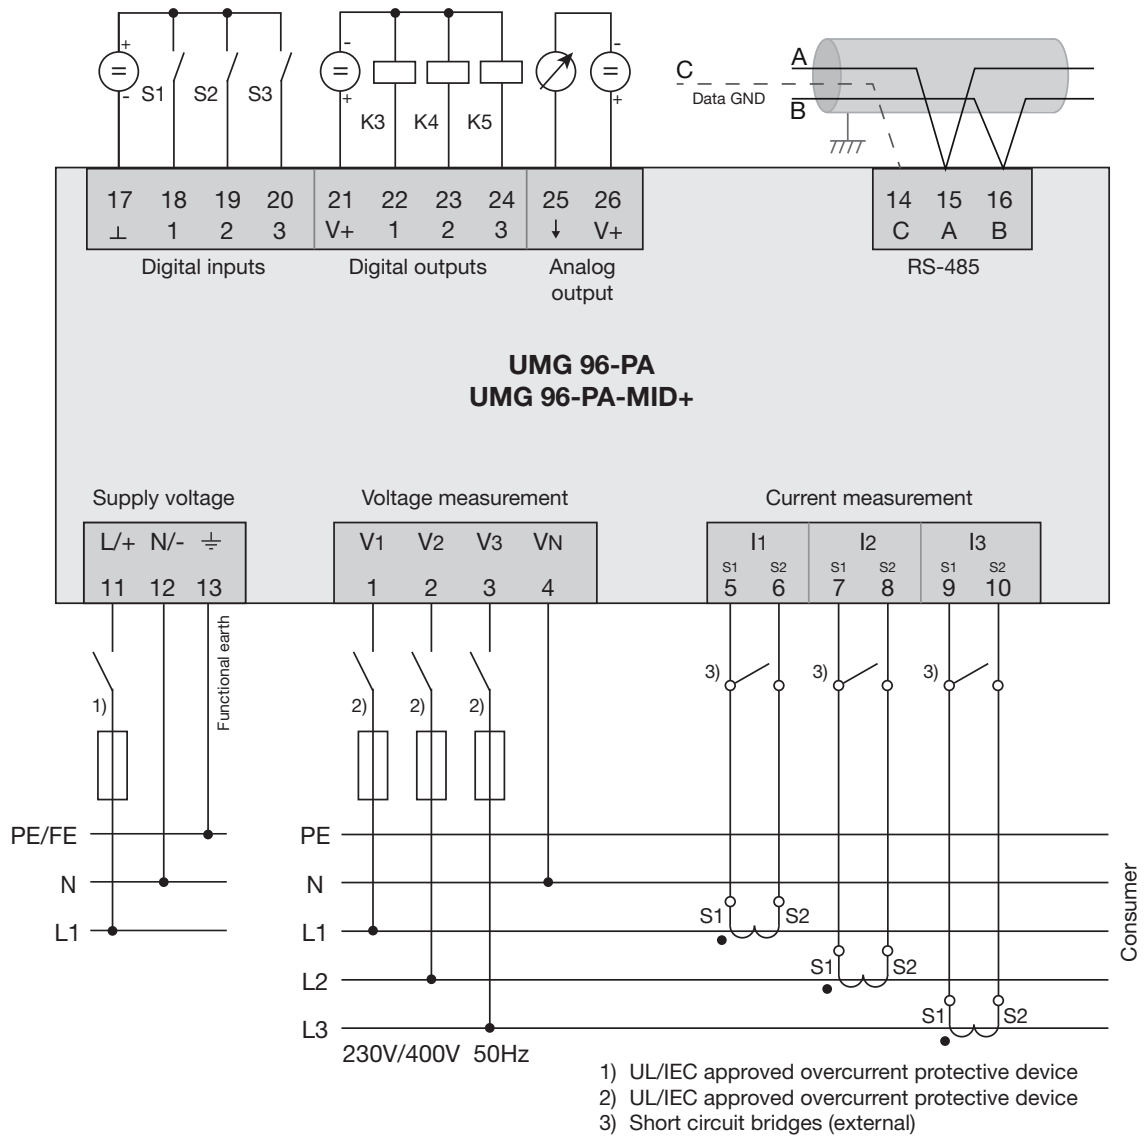 + - + - - +
= = =
S1 S2 S3 K3 K4 K5
C A
Data GND
B
17 18 19 20 21 22 23 24 25 26 14 15 16
⊥ 1 2 3 V+ 1 2 3 ↓ V+ C A B
Digital inputs Digital outputs Analog output RS-485
UMG 96-PA
UMG 96-PA-MID+
Supply voltage Voltage measurement Current measurement
L/+ N/- V1 V2 V3 VN I1 I2 I3
S1 S2 S1 S2 S1 S2
11 12 13 1 2 3 4 5 6 7 8 9 10
Functional earth
3) 3) 3)
1) 2) 2) 2)
PE/FE PE
N N
S1 S2
L1 L1
S1 S2
L2
S1 S2
L3
Consumer
230V/400V 50Hz
1) UL/IEC approved overcurrent protective device
2) UL/IEC approved overcurrent protective device
3) Short circuit bridges (external)